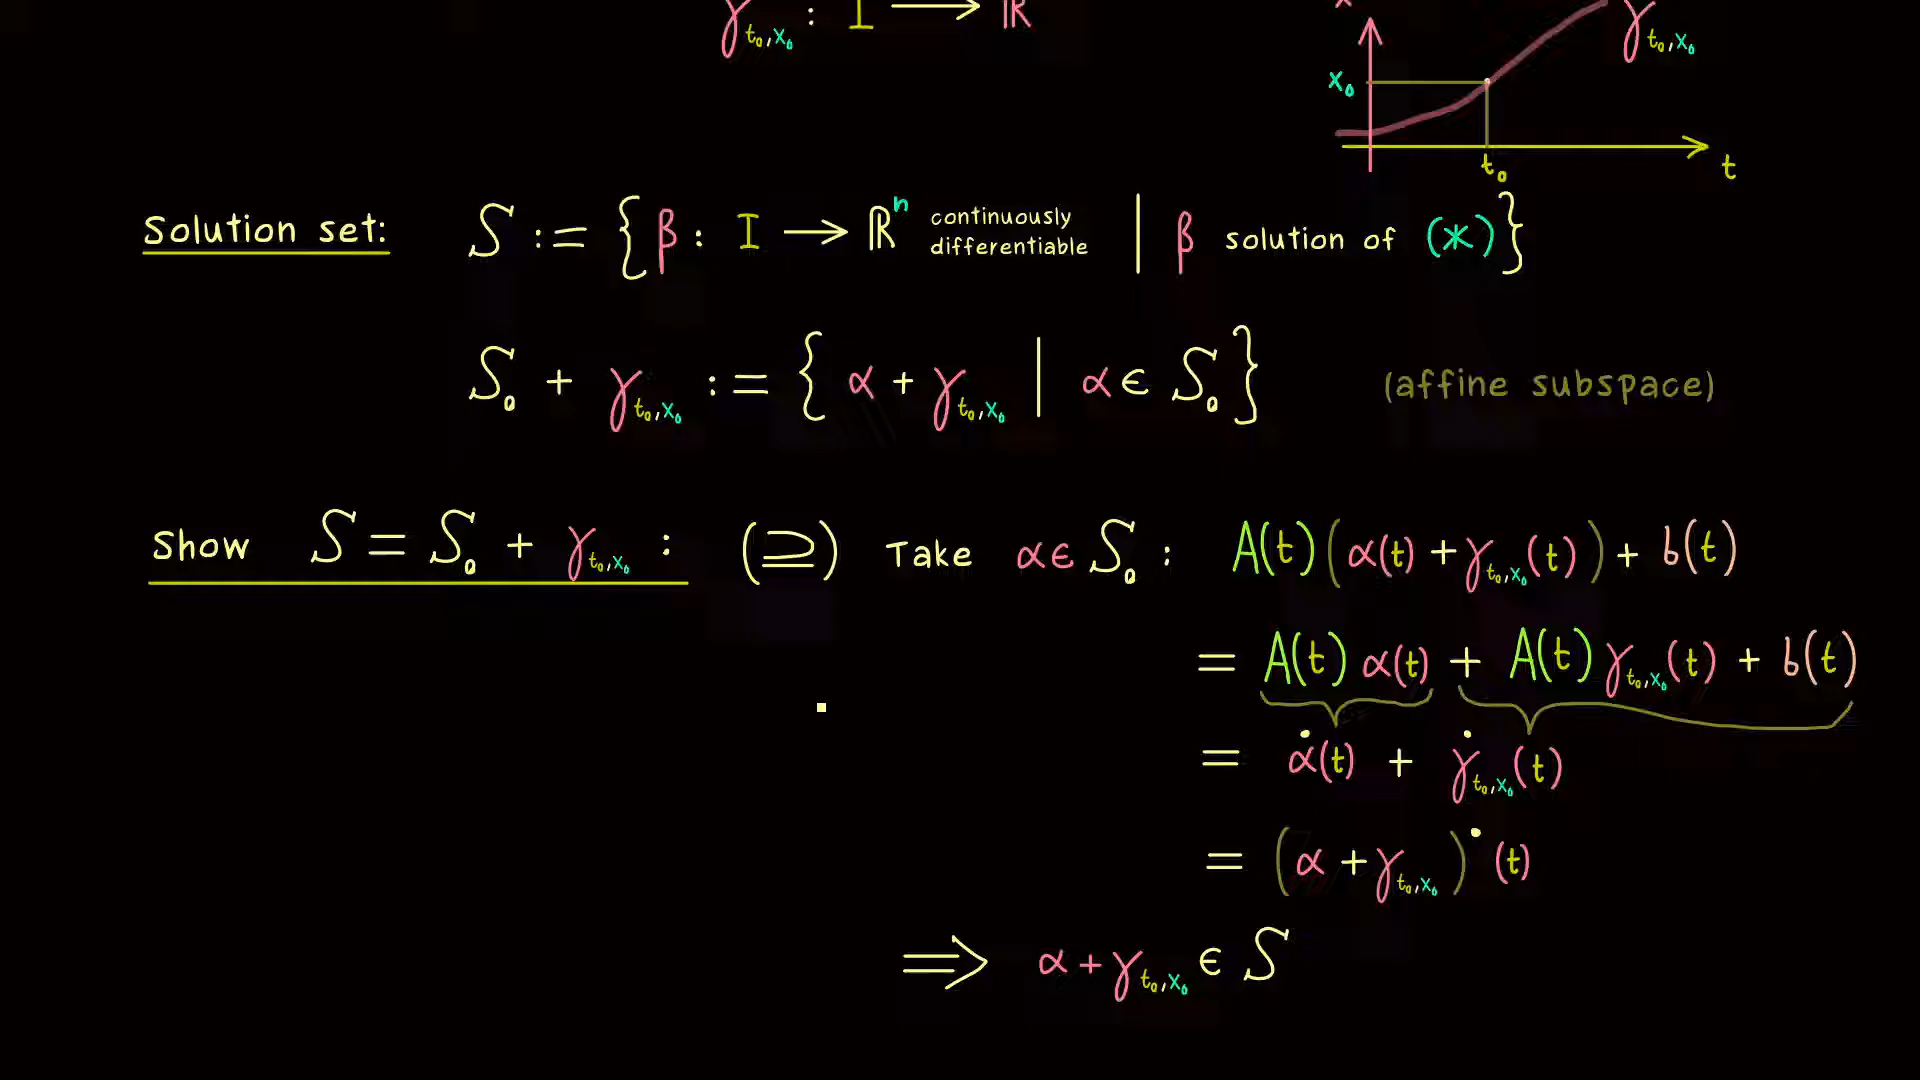 γ_{t₀,x₀} : I ⟶ ℝ
γ_{t₀,x₀}
x₀
t₀
t
Solution set: S := { β : I ⟶ ℝⁿ continuously differentiable | β solution of (*) }
S₀ + γ_{t₀,x₀} := { α + γ_{t₀,x₀} | α ∈ S₀ } (affine subspace)
Show S = S₀ + γ_{t₀,x₀} : (⊇) Take α ∈ S₀ : A(t)(α(t) + γ_{t₀,x₀}(t)) + b(t)
= A(t) α(t) + A(t) γ_{t₀,x₀}(t) + b(t)
= α̇(t) + γ̇_{t₀,x₀}(t)
= (α + γ_{t₀,x₀})˙(t)
⟹ α + γ_{t₀,x₀} ∈ S